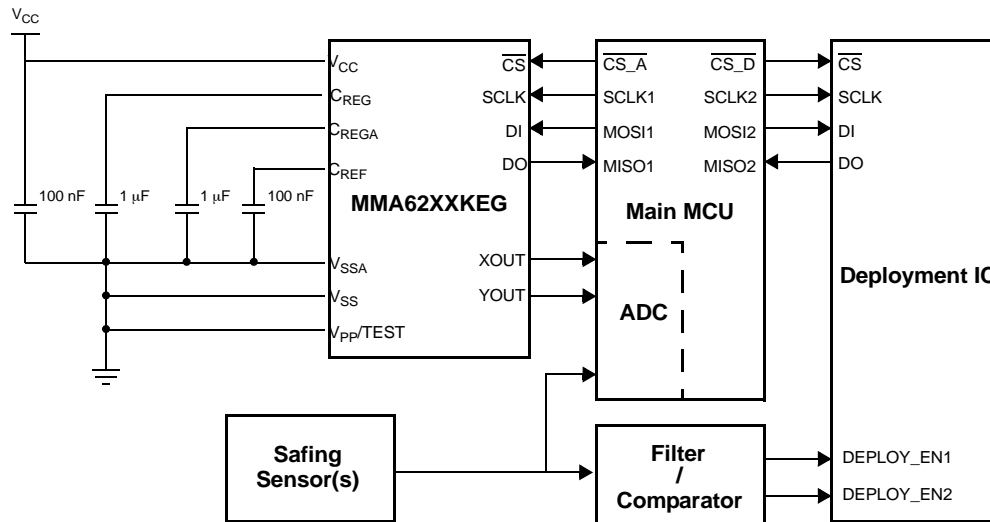 VCC
VCC
CREG
CREGA
CREF
100 nF
1 μF
1 μF
100 nF
VSSA
VSS
VPP/TEST
CS
SCLK
DI
DO
MMA62XXKEG
XOUT
YOUT
CS_A
SCLK1
MOSI1
MISO1
CS_D
SCLK2
MOSI2
MISO2
Main MCU
ADC
CS
SCLK
DI
DO
Deployment IC
Safing
Sensor(s)
Filter
/
Comparator
DEPLOY_EN1
DEPLOY_EN2